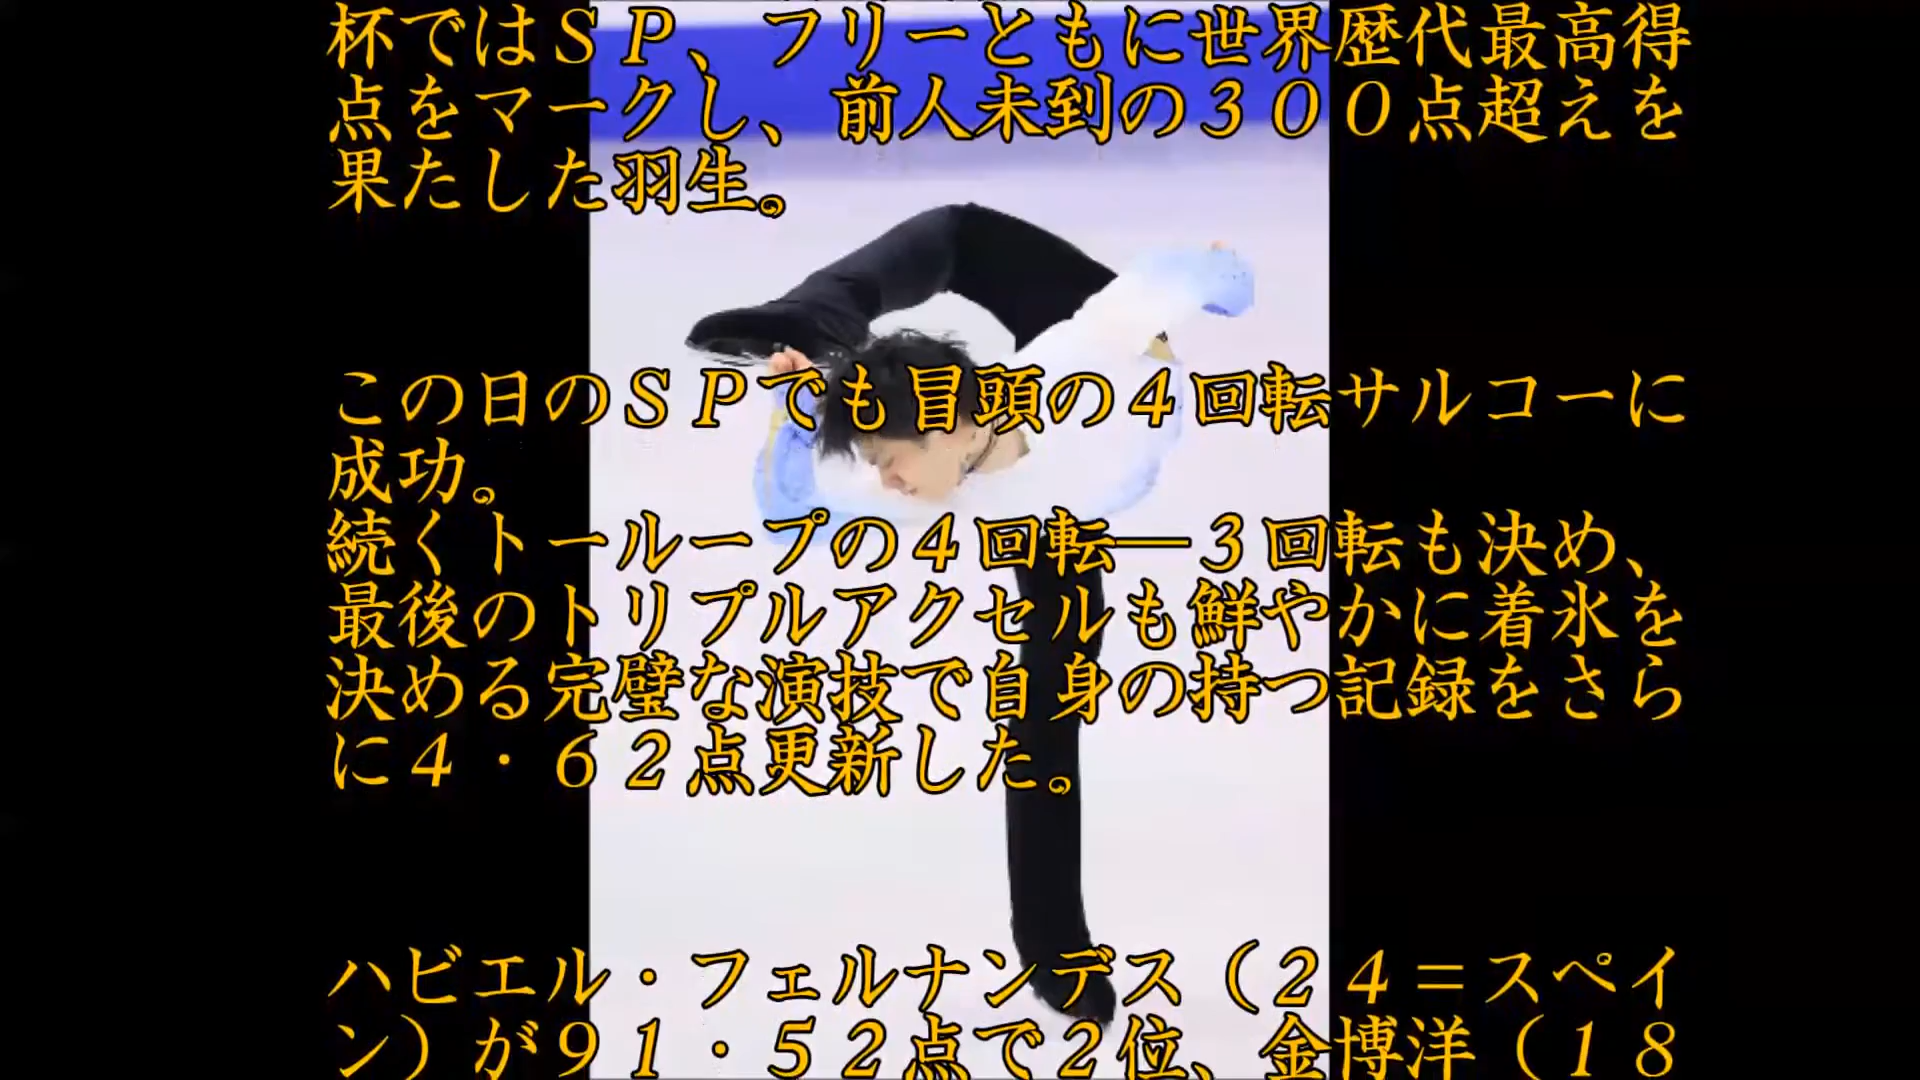 杯ではＳＰ、フリーともに世界歴代最高得
点をマークし、前人未到の３００点超えを
果たした羽生。
この日のＳＰでも冒頭の４回転サルコーに
成功。
続くトーループの４回転―３回転も決め、
最後のトリプルアクセルも鮮やかに着氷を
決める完璧な演技で自身の持つ記録をさら
に４・６２点更新した。
ハビエル・フェルナンデス（２４＝スペイ
ン）が９１・５２点で２位、金博洋（１８